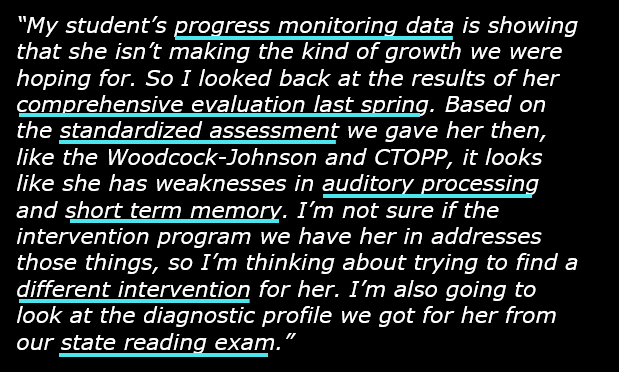 “My student’s progress monitoring data is showing
that she isn’t making the kind of growth we were
hoping for. So I looked back at the results of her
comprehensive evaluation last spring. Based on
the standardized assessment we gave her then,
like the Woodcock-Johnson and CTOPP, it looks
like she has weaknesses in auditory processing
and short term memory. I’m not sure if the
intervention program we have her in addresses
those things, so I’m thinking about trying to find a
different intervention for her. I’m also going to
look at the diagnostic profile we got for her from
our state reading exam.”